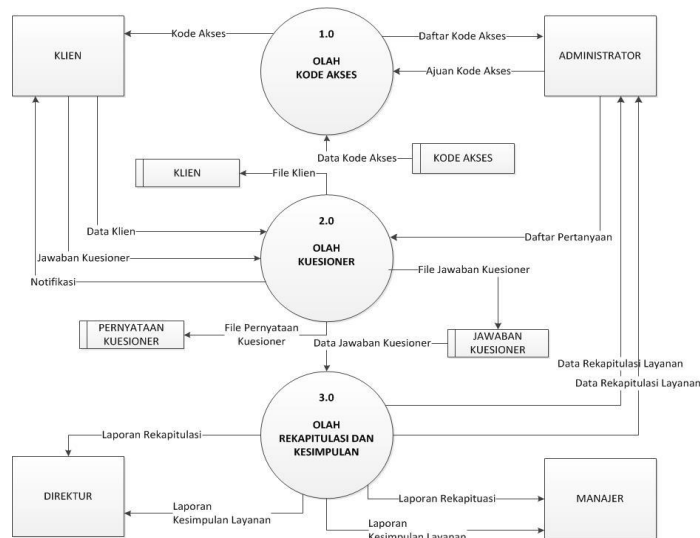 Kode Akses
1.0
OLAH
KODE AKSES
Daftar Kode Akses
KLIEN
ADMINISTRATOR
Ajuan Kode Akses
Data Kode Akses
KODE AKSES
KLIEN
File Klien
2.0
OLAH
KUESIONER
Data Klien
Daftar Pertanyaan
Jawaban Kuesioner
File Jawaban Kuesioner
Notifikasi
PERNYATAAN
KUESIONER
File Pernyataan
Kuesioner
Data Jawaban Kuesioner
JAWABAN
KUESIONER
Data Rekapitulasi Layanan
Data Rekapitulasi Layanan
3.0
OLAH
REKAPITULASI DAN
KESIMPULAN
Laporan Rekapitulasi
DIREKTUR
Laporan
Kesimpulan Layanan
Laporan Rekapituasi
MANAJER
Laporan
Kesimpulan Layanan